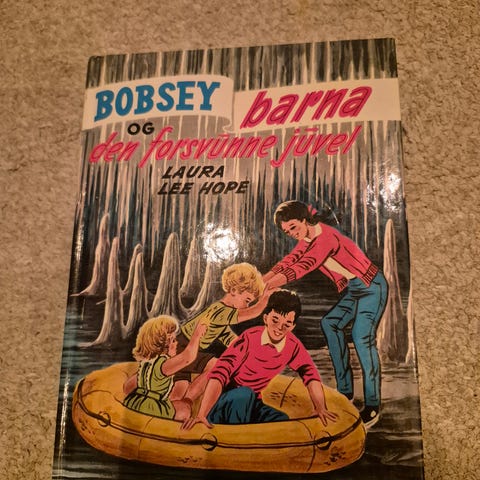 BOBSEY barna
OG
den forsvunne juvel
LAURA
LEE HOPE